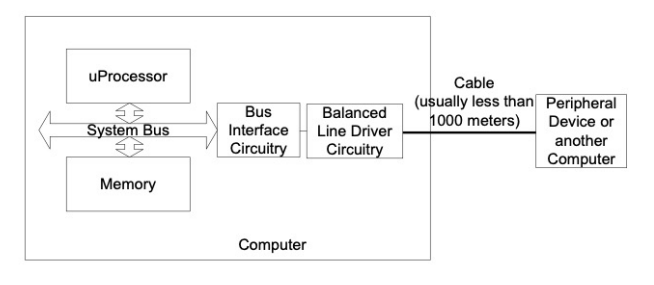 uProcessor
System Bus
Memory
Bus
Interface
Circuitry
Balanced
Line Driver
Circuitry
Cable
(usually less than
1000 meters)
Peripheral
Device or
another
Computer
Computer